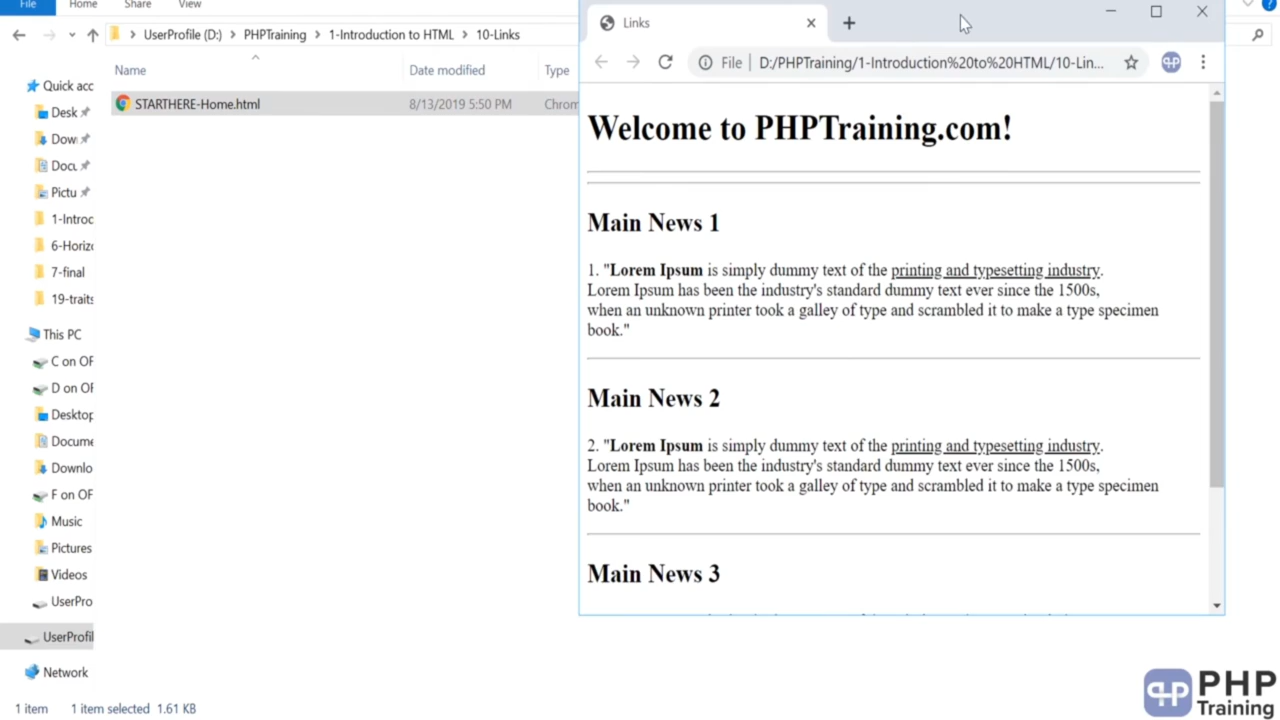 File Home Share View
UserProfile (D:) PHPTraining 1-Introduction to HTML 10-Links
Name Date modified Type
STARTHERE-Home.html 8/13/2019 5:50 PM Chrom
Quick acc
Desk
Dow
Docu
Pictu
1-Introc
6-Horizo
7-final
19-traits
This PC
C on OF
D on OF
Desktop
Docume
Downlo
F on OF
Music
Pictures
Videos
UserPro
UserProfil
Network
1 item 1 item selected 1.61 KB
Links
File D:/PHPTraining/1-Introduction%20to%20HTML/10-Lin...
Welcome to PHPTraining.com!
Main News 1
1. "Lorem Ipsum is simply dummy text of the printing and typesetting industry.
Lorem Ipsum has been the industry's standard dummy text ever since the 1500s,
when an unknown printer took a galley of type and scrambled it to make a type specimen
book."
Main News 2
2. "Lorem Ipsum is simply dummy text of the printing and typesetting industry.
Lorem Ipsum has been the industry's standard dummy text ever since the 1500s,
when an unknown printer took a galley of type and scrambled it to make a type specimen
book."
Main News 3
PHP
Training